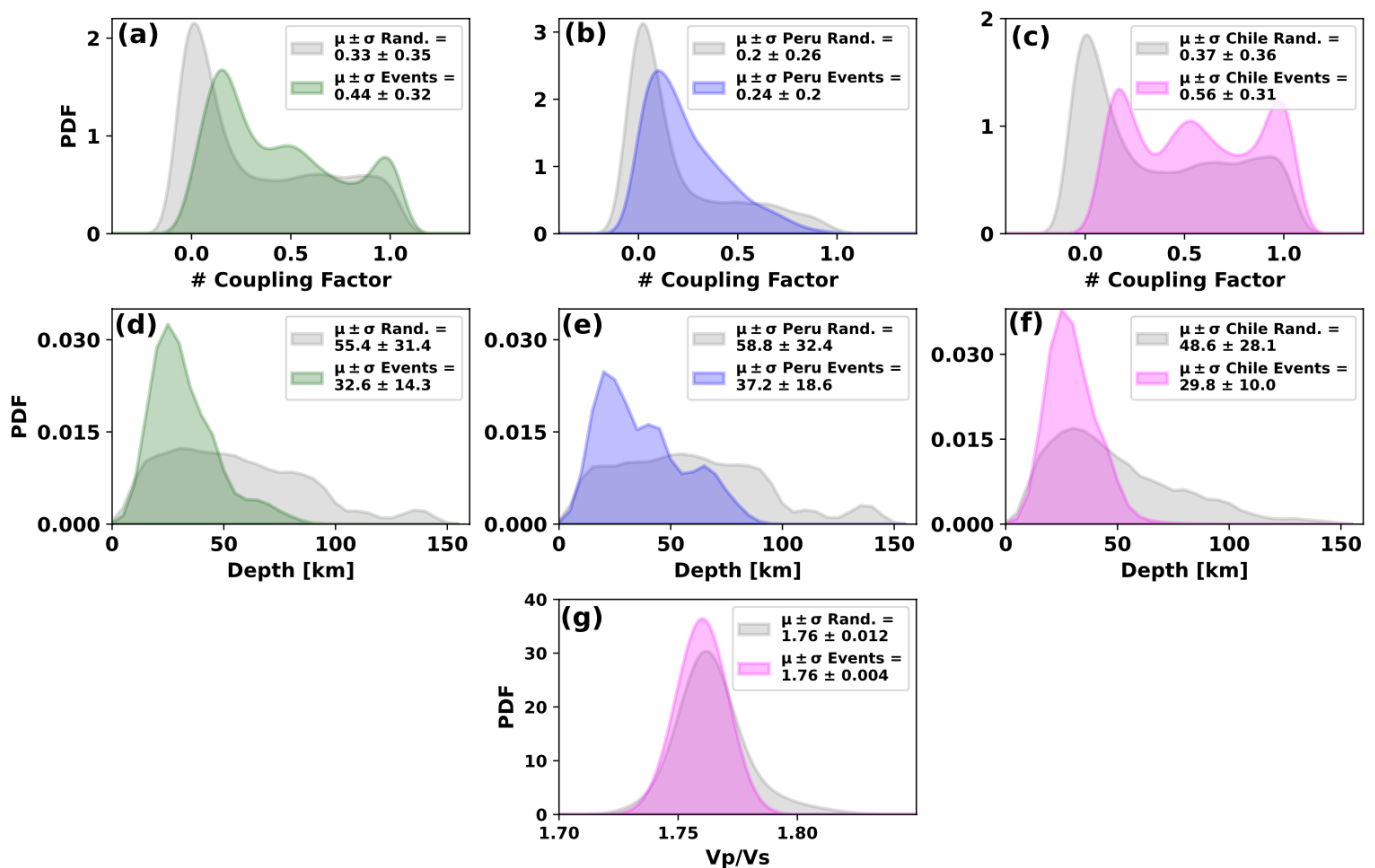 (a)
μ ± σ Rand. =
0.33 ± 0.35
μ ± σ Events =
0.44 ± 0.32
PDF
2
1
0
0.0 0.5 1.0
# Coupling Factor
(b)
μ ± σ Peru Rand. =
0.2 ± 0.26
μ ± σ Peru Events =
0.24 ± 0.2
3
2
1
0
0.0 0.5 1.0
# Coupling Factor
(c)
μ ± σ Chile Rand. =
0.37 ± 0.36
μ ± σ Chile Events =
0.56 ± 0.31
2
1
0
0.0 0.5 1.0
# Coupling Factor
(d)
μ ± σ Rand. =
55.4 ± 31.4
μ ± σ Events =
32.6 ± 14.3
PDF
0.030
0.015
0.000
0 50 100 150
Depth [km]
(e)
μ ± σ Peru Rand. =
58.8 ± 32.4
μ ± σ Peru Events =
37.2 ± 18.6
0.030
0.015
0.000
0 50 100 150
Depth [km]
(f)
μ ± σ Chile Rand. =
48.6 ± 28.1
μ ± σ Chile Events =
29.8 ± 10.0
0.030
0.015
0.000
0 50 100 150
Depth [km]
(g)
μ ± σ Rand. =
1.76 ± 0.012
μ ± σ Events =
1.76 ± 0.004
PDF
40
30
20
10
0
1.70 1.75 1.80
Vp/Vs